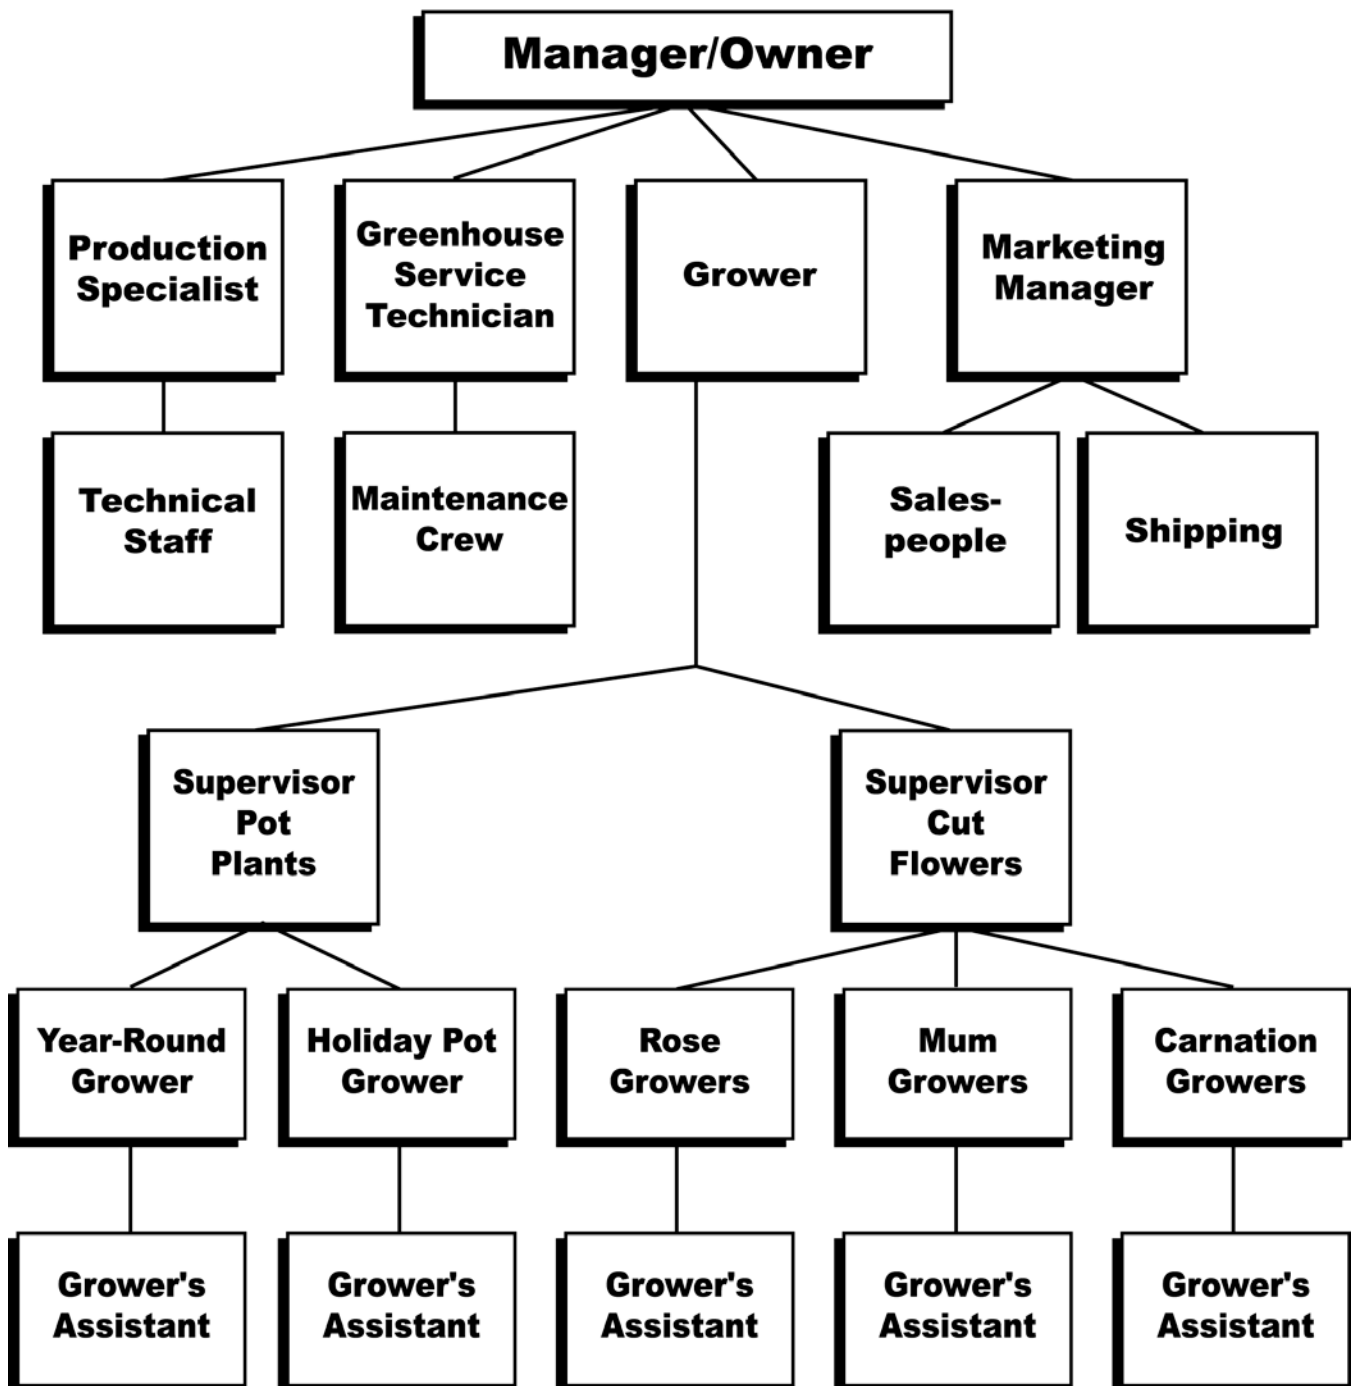 Manager/Owner
Production
Specialist
Greenhouse
Service
Technician
Grower
Marketing
Manager
Technical
Staff
Maintenance
Crew
Sales-
people
Shipping
Supervisor
Pot
Plants
Supervisor
Cut
Flowers
Year-Round
Grower
Holiday Pot
Grower
Rose
Growers
Mum
Growers
Carnation
Growers
Grower's
Assistant
Grower's
Assistant
Grower's
Assistant
Grower's
Assistant
Grower's
Assistant